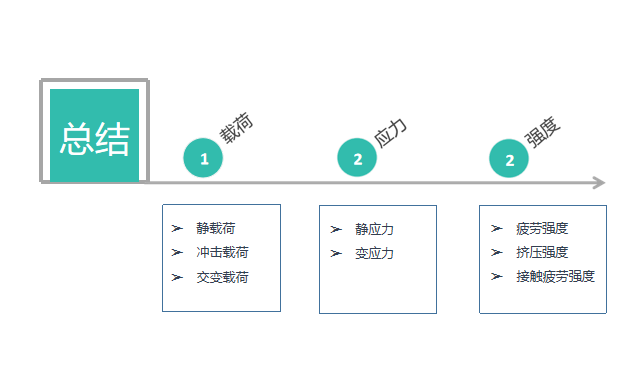 总结
1
载荷
2
应力
2
强度
➢ 静载荷
➢ 冲击载荷
➢ 交变载荷
➢ 静应力
➢ 变应力
➢ 疲劳强度
➢ 挤压强度
➢ 接触疲劳强度